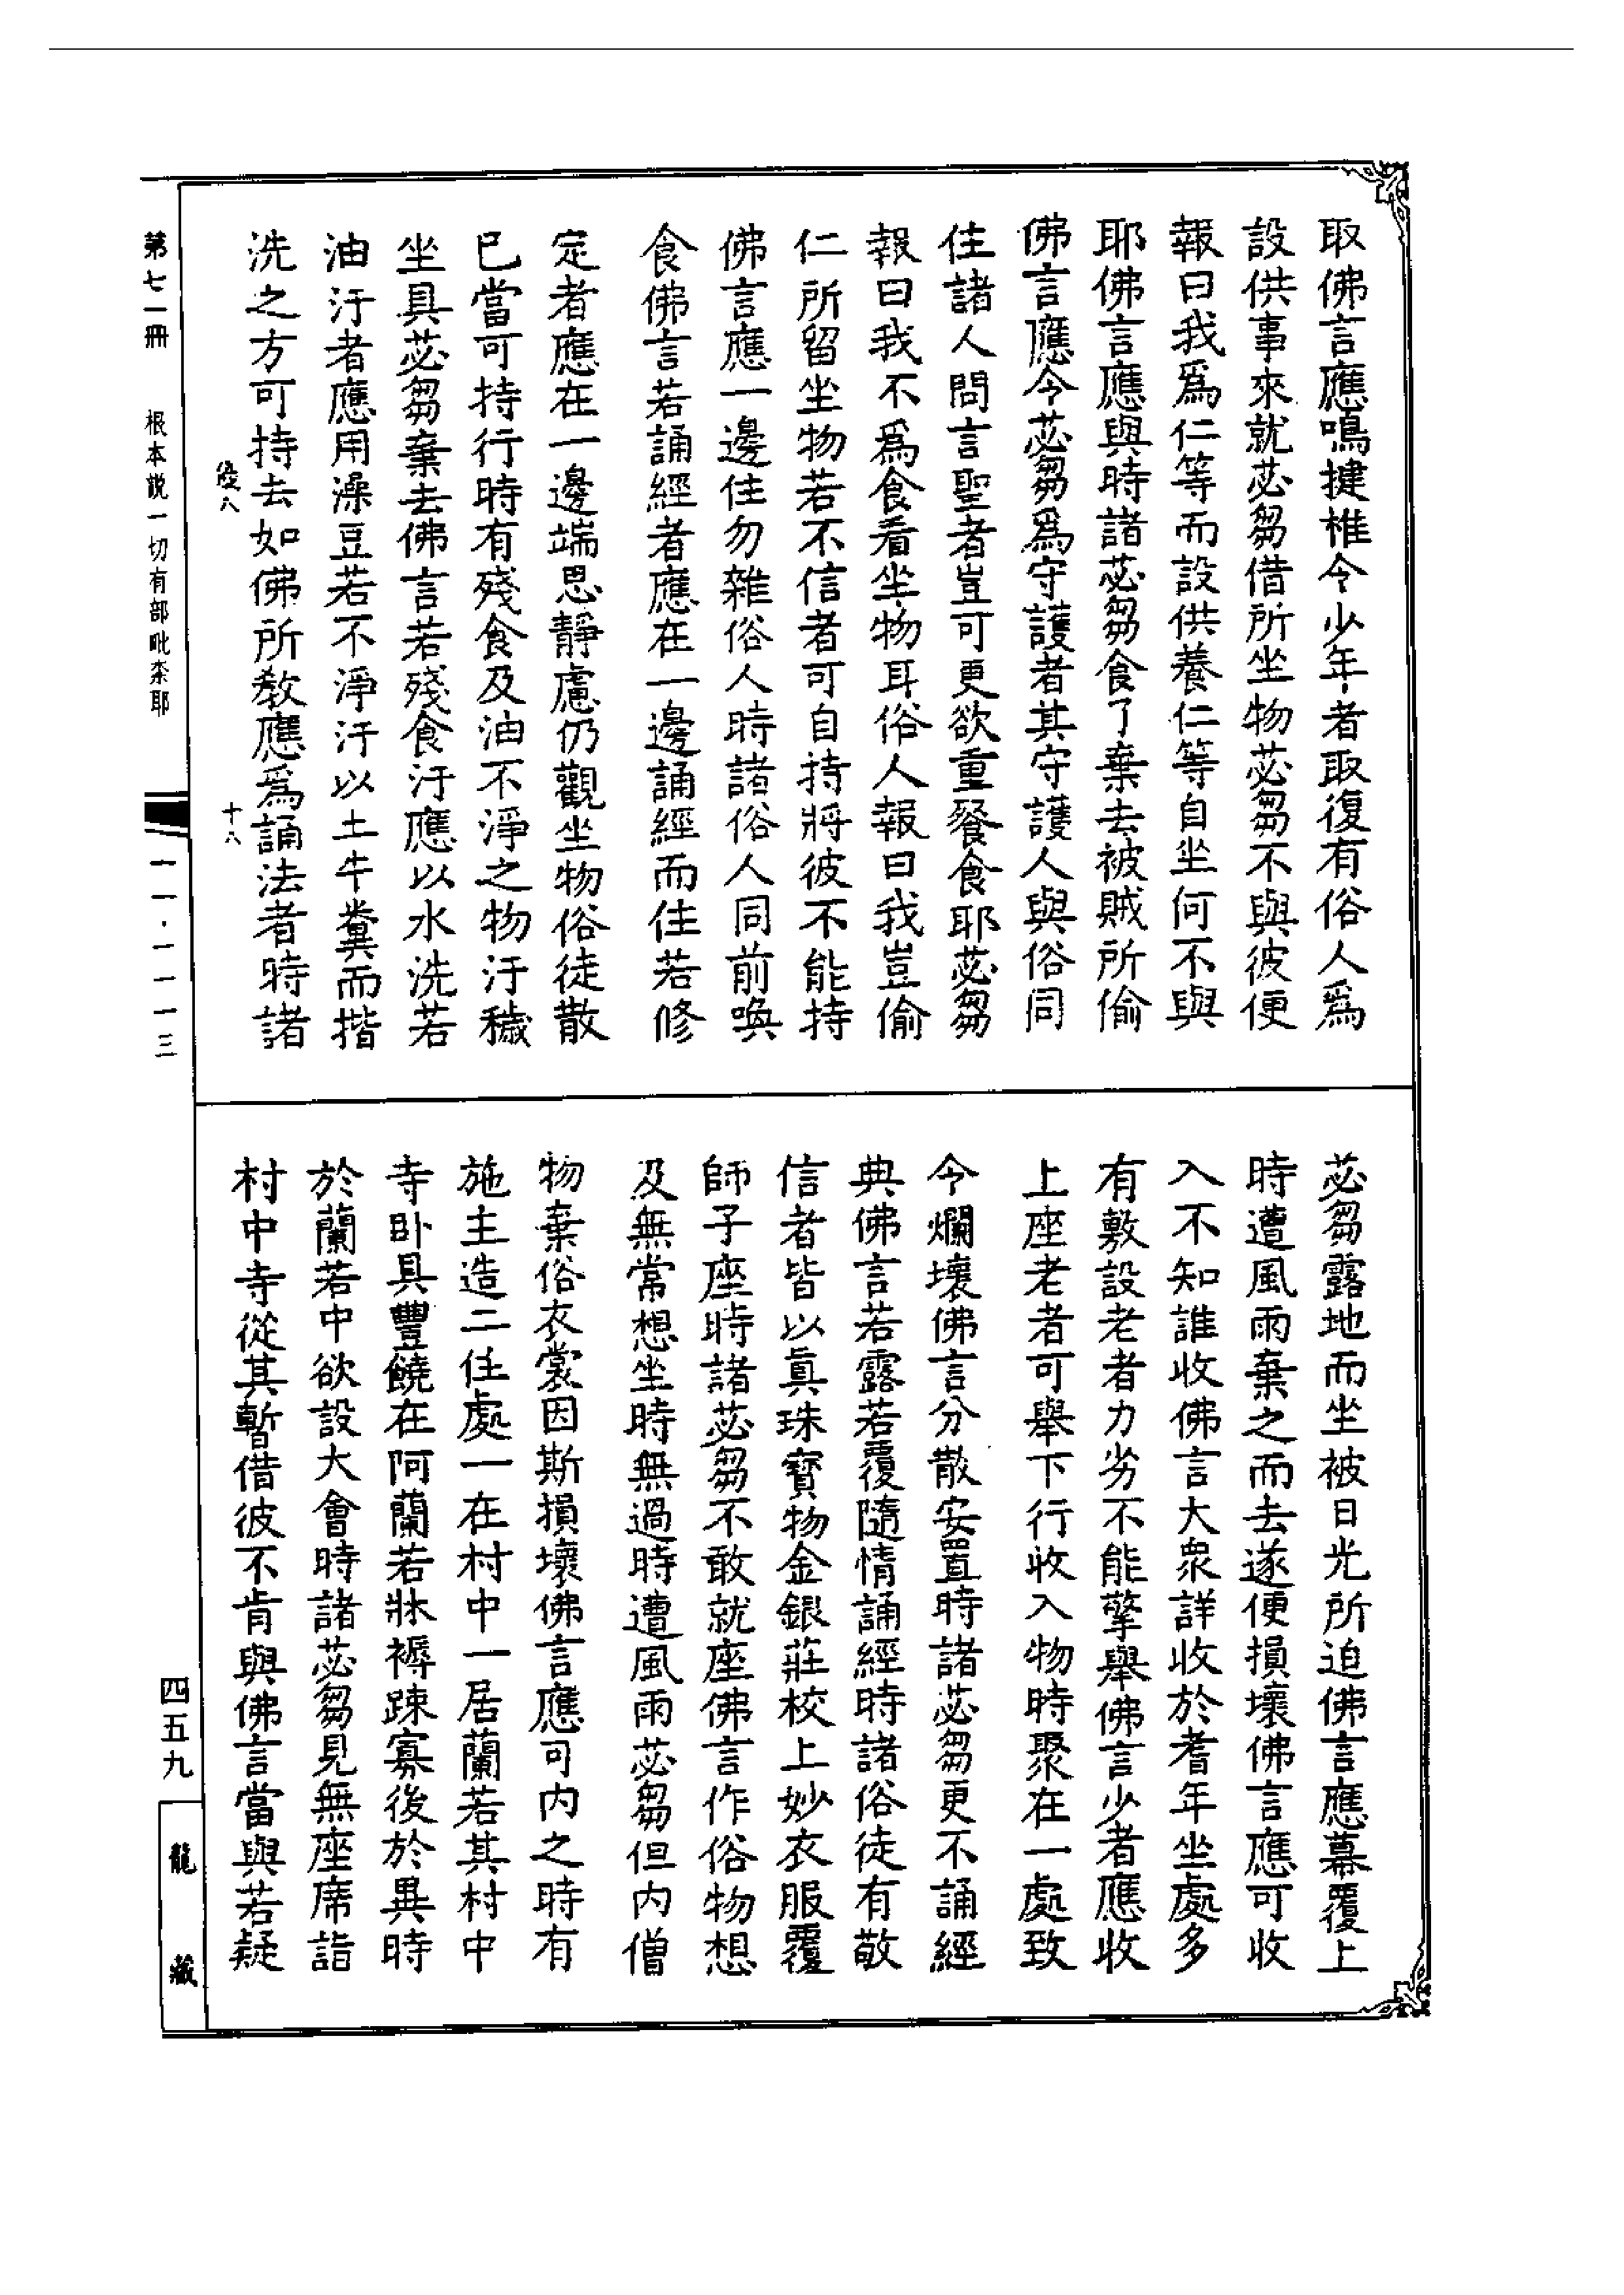 取佛言應鳴揵椎令少年者取復有俗人爲
設供事來就苾芻借所坐物苾芻不與彼便
報曰我爲仁等而設供養仁等自坐何不與
耶佛言應與時諸苾芻食了棄去被賊所偷
佛言應令苾芻爲守護者其守護人與俗同
住諸人問言聖者豈可更欲重餐食耶苾芻
報曰我不爲食看坐物耳俗人報曰我豈偷
仁所留坐物若不信者可自持將彼不能持
佛言應一邊住勿雜俗人時諸俗人同前喚
食佛言若誦經者應在一邊誦經而住若修
定者應在一邊端思靜慮仍觀坐物俗徒散
已當可持行時有殘食及油不淨之物汙穢
坐具苾芻棄去佛言若殘食汙應以水洗若
油汙者應用澡豆若不淨汙以土牛糞而揩
洗之方可持去如佛所教應爲誦法者時諸
苾芻露地而坐被日光所迫佛言應幕覆上
時遭風雨棄之而去遂便損壞佛言應可收
入不知誰收佛言大衆詳收於耆年坐處多
有敷設老者力劣不能擎舉佛言少者應收
上座老者可舉下行收入物時聚在一處致
令爛壞佛言分散安置時諸苾芻更不誦經
典佛言若露若覆隨情誦經時諸俗徒有敬
信者皆以眞珠寶物金銀莊校上妙衣服覆
師子座時諸苾芻不敢就座佛言作俗物想
及無常想坐時無過時遭風雨苾芻但內僧
物棄俗衣裳因斯損壞佛言應可內之時有
施主造二住處一在村中一居蘭若其村中
寺卧具豐饒在阿蘭若牀褥踈寡後於異時
於蘭若中欲設大會時諸苾芻見無座席詣
村中寺從其暫借彼不肯與佛言當與若疑
第七一冊 根本説一切有部毗奈耶
十八
一一·一一一三
四五九
龍藏